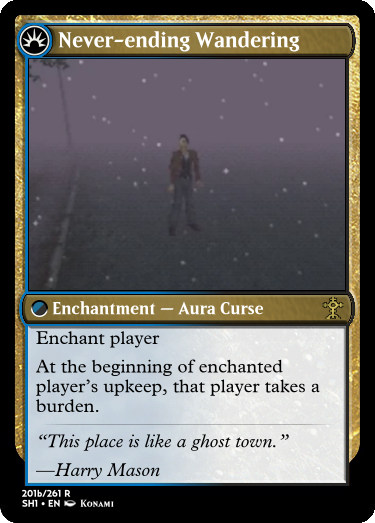 Never-ending Wandering
Enchantment — Aura Curse
Enchant player
At the beginning of enchanted
player's upkeep, that player takes a
burden.
"This place is like a ghost town."
—Harry Mason
201b/261 R
SH1 • EN Konami